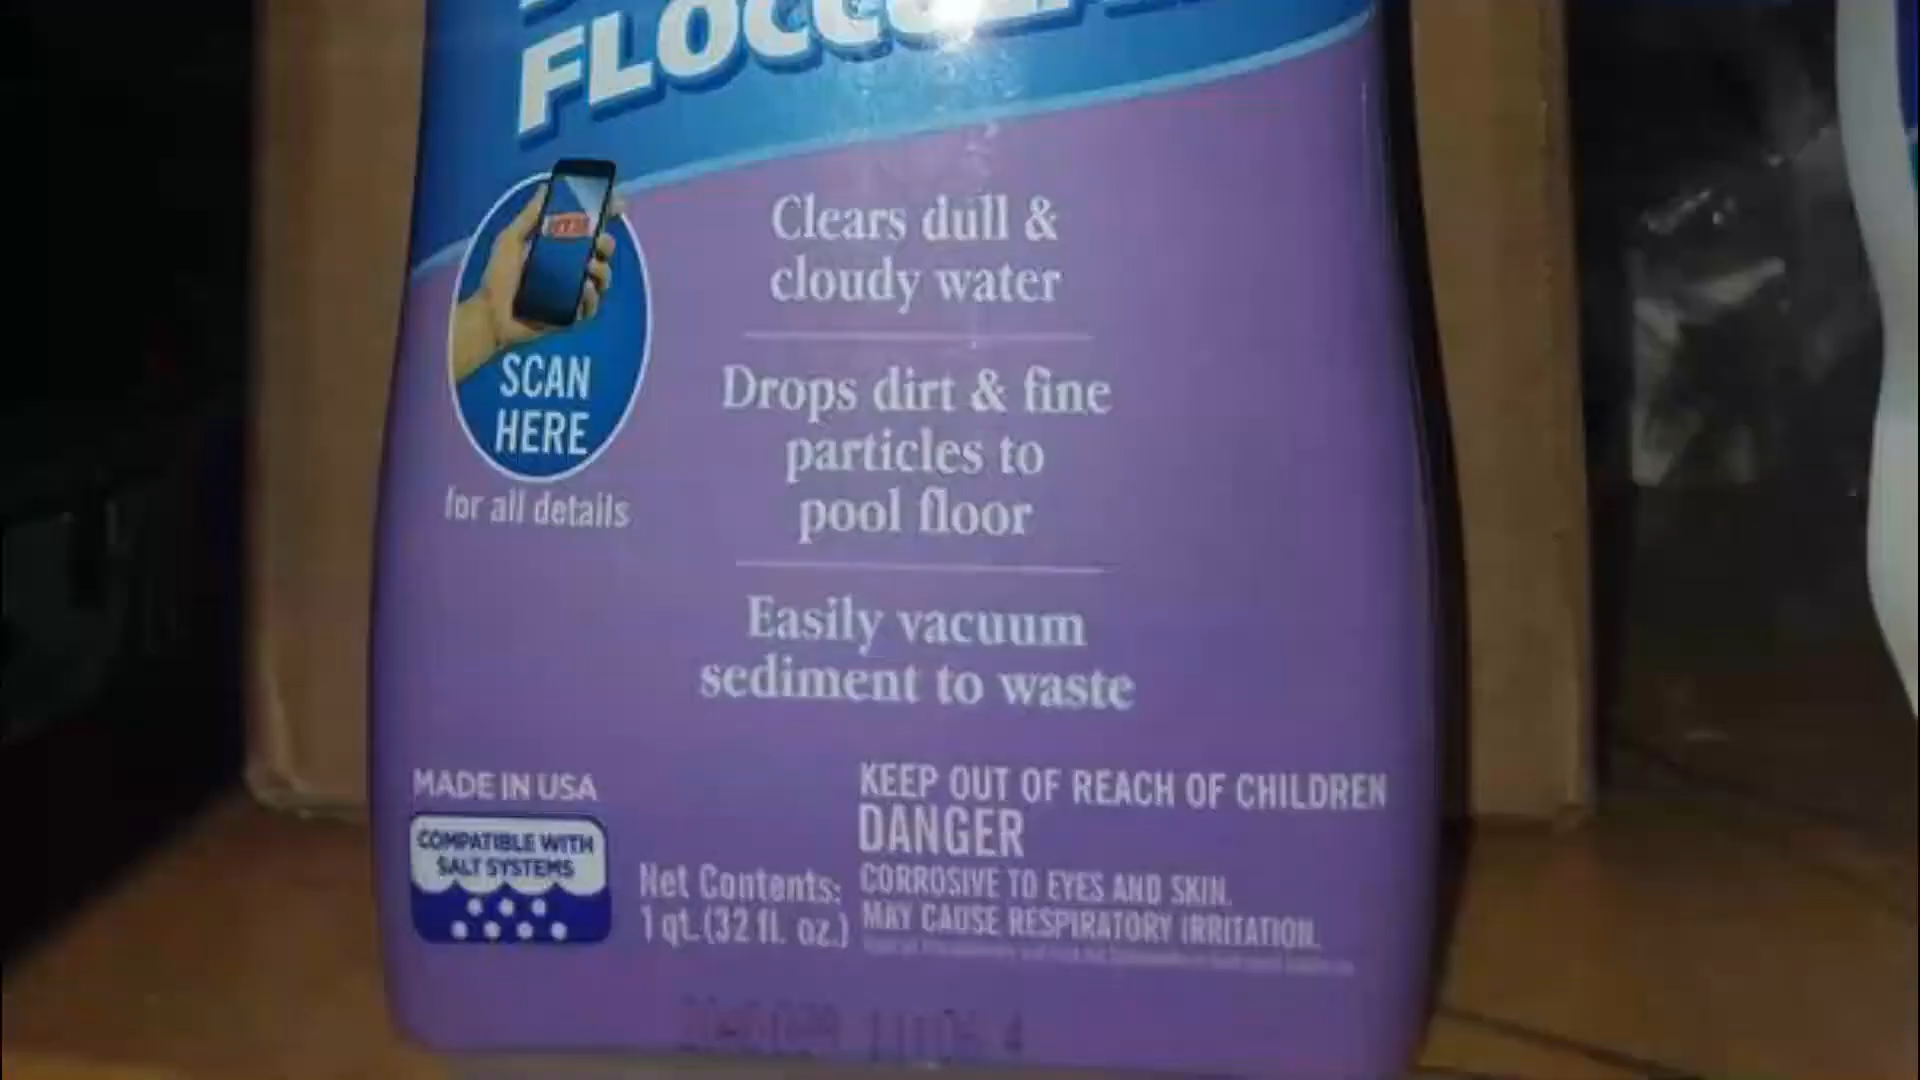 SCAN
HERE
for all details
Clears dull &
cloudy water
Drops dirt & fine
particles to
pool floor
Easily vacuum
sediment to waste
MADE IN USA
COMPATIBLE WITH
SALT SYSTEMS
Net Contents:
1 qt. (32 fl. oz.)
KEEP OUT OF REACH OF CHILDREN
DANGER
CORROSIVE TO EYES AND SKIN.
MAY CAUSE RESPIRATORY IRRITATION.